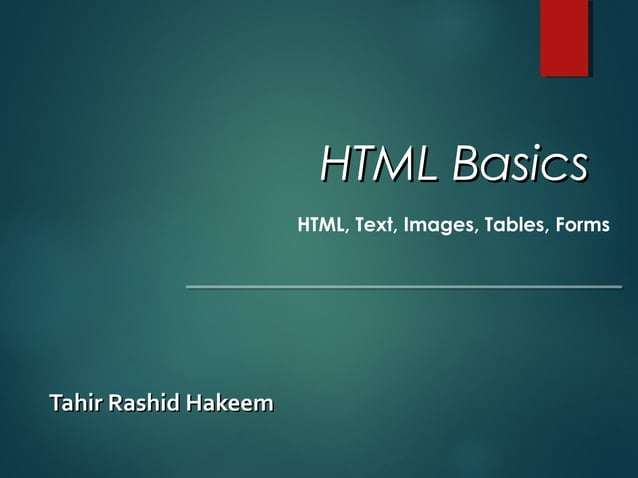 HTML Basics
HTML, Text, Images, Tables, Forms
Tahir Rashid Hakeem